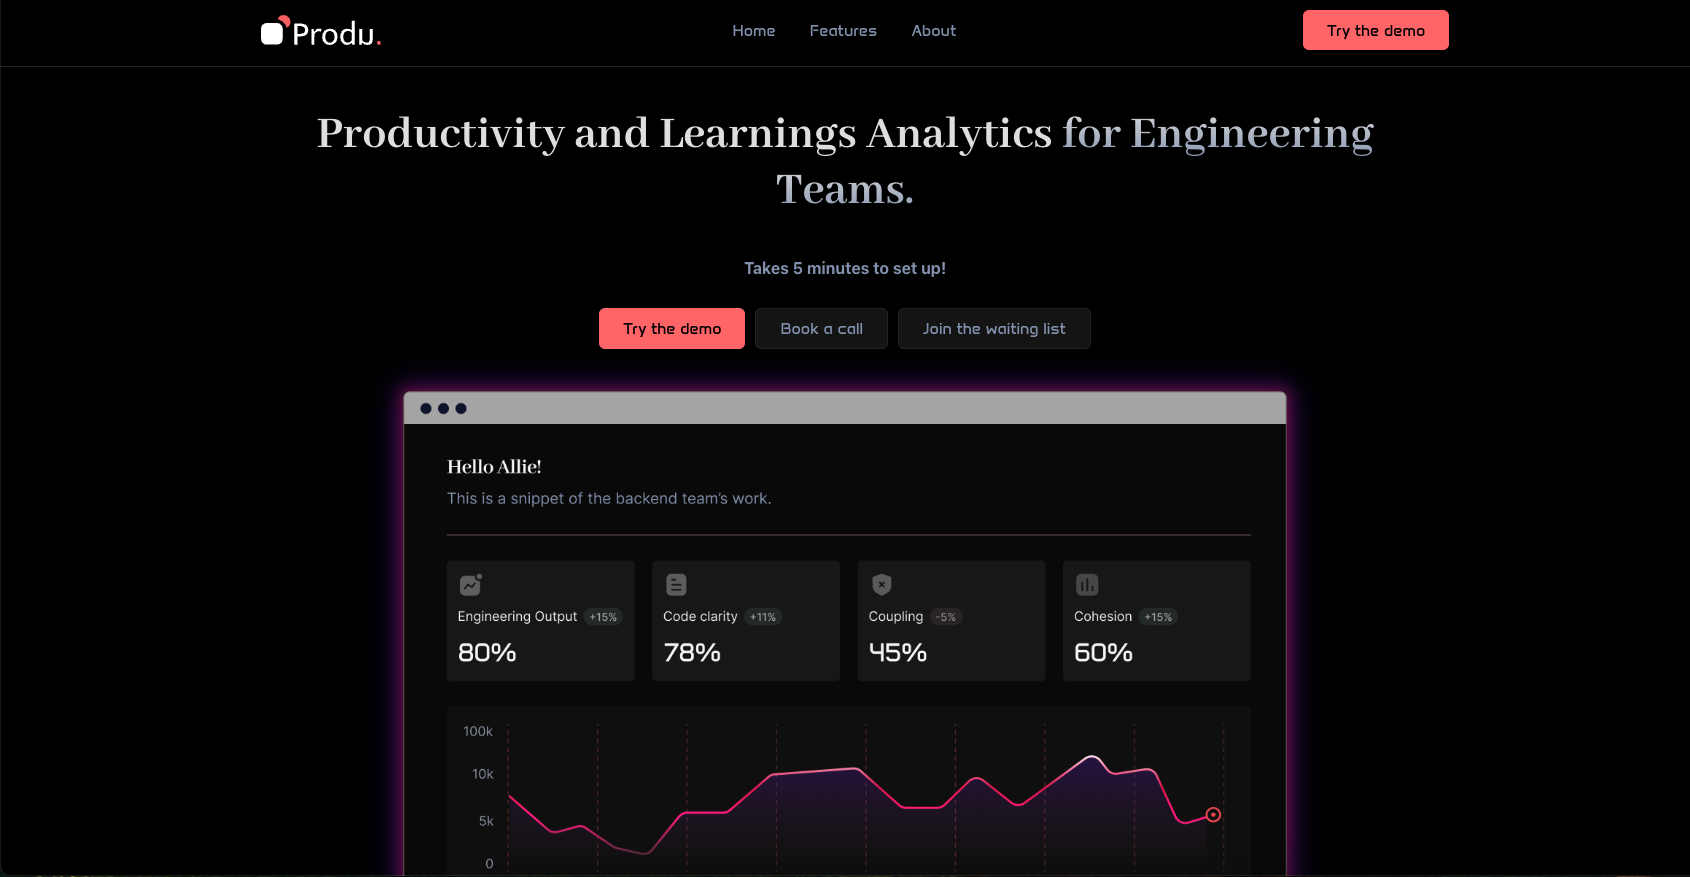 Produ.
Home
Features
About
Try the demo
Productivity and Learnings Analytics for Engineering
Teams.
Takes 5 minutes to set up!
Try the demo
Book a call
Join the waiting list
Hello Allie!
This is a snippet of the backend team’s work.
Engineering Output +15%
80%
Code clarity +11%
78%
Coupling -5%
45%
Cohesion +15%
60%
100k
10k
5k
0